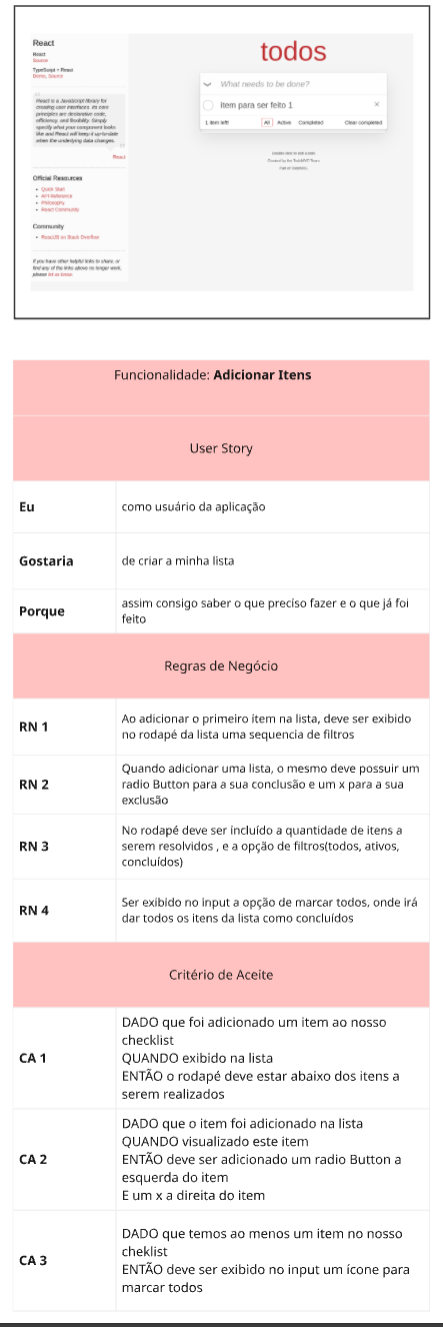 React
React
Source
TypeScript + React
Demo, Source
React is a JavaScript library for
creating user interfaces. Its core
principles are declarative code,
efficiency, and flexibility. Simply
specify what your component looks
like and React will keep it up-to-date
when the underlying data changes.
React
Official Resources
Quick Start
API Reference
Philosophy
React Community
Community
ReactJS on Stack Overflow
If you have other helpful links to share, or
find any of the links above no longer work,
please let us know.
todos
What needs to be done?
Item para ser feito 1
×
1 item left
All Active Completed
Clear completed
Funcionalidade: Adicionar Itens
User Story
Eu
como usuário da aplicação
Gostaria
de criar a minha lista
Porque
assim consigo saber o que preciso fazer e o que já foi
feito
Regras de Negócio
RN 1
Ao adicionar o primeiro item na lista, deve ser exibido
no rodapé da lista uma sequencia de filtros
RN 2
Quando adicionar uma lista, o mesmo deve possuir um
radio Button para a sua conclusão e um x para a sua
exclusão
RN 3
No rodapé deve ser incluído a quantidade de itens a
serem resolvidos , e a opção de filtros(todos, ativos,
concluídos)
RN 4
Ser exibido no input a opção de marcar todos, onde irá
dar todos os itens da lista como concluídos
Critério de Aceite
CA 1
DADO que foi adicionado um item ao nosso
checklist
QUANDO exibido na lista
ENTÃO o rodapé deve estar abaixo dos itens a
serem realizados
CA 2
DADO que o item foi adicionado na lista
QUANDO visualizado este item
ENTÃO deve ser adicionado um radio Button a
esquerda do item
E um x a direita do item
CA 3
DADO que temos ao menos um item no nosso
cheklist
ENTÃO deve ser exibido no input um ícone para
marcar todos